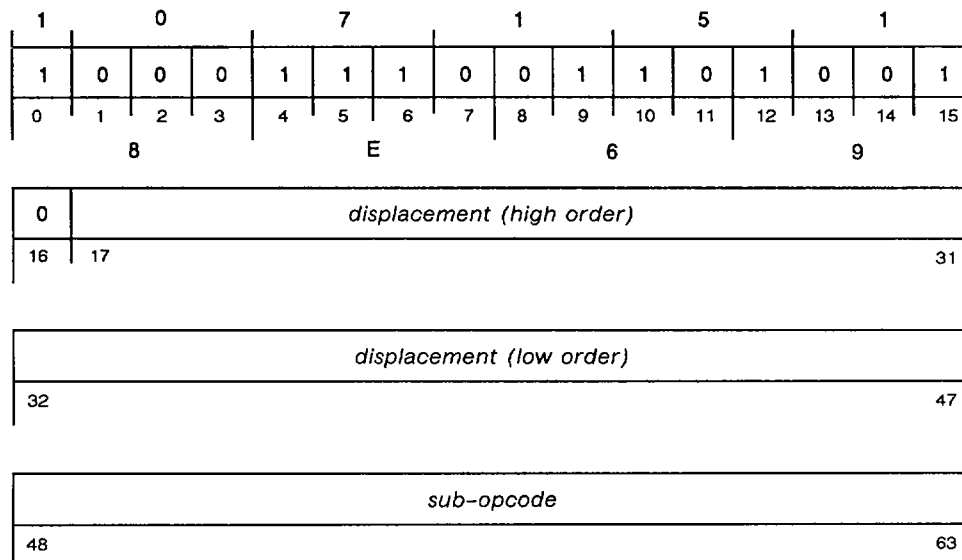 1 0 7 1 5 1
1 0 0 0 1 1 1 0 0 1 1 0 1 0 0 1
0 1 2 3 4 5 6 7 8 9 10 11 12 13 14 15
8 E 6 9
0 displacement (high order)
16 17 31
displacement (low order)
32 47
sub-opcode
48 63